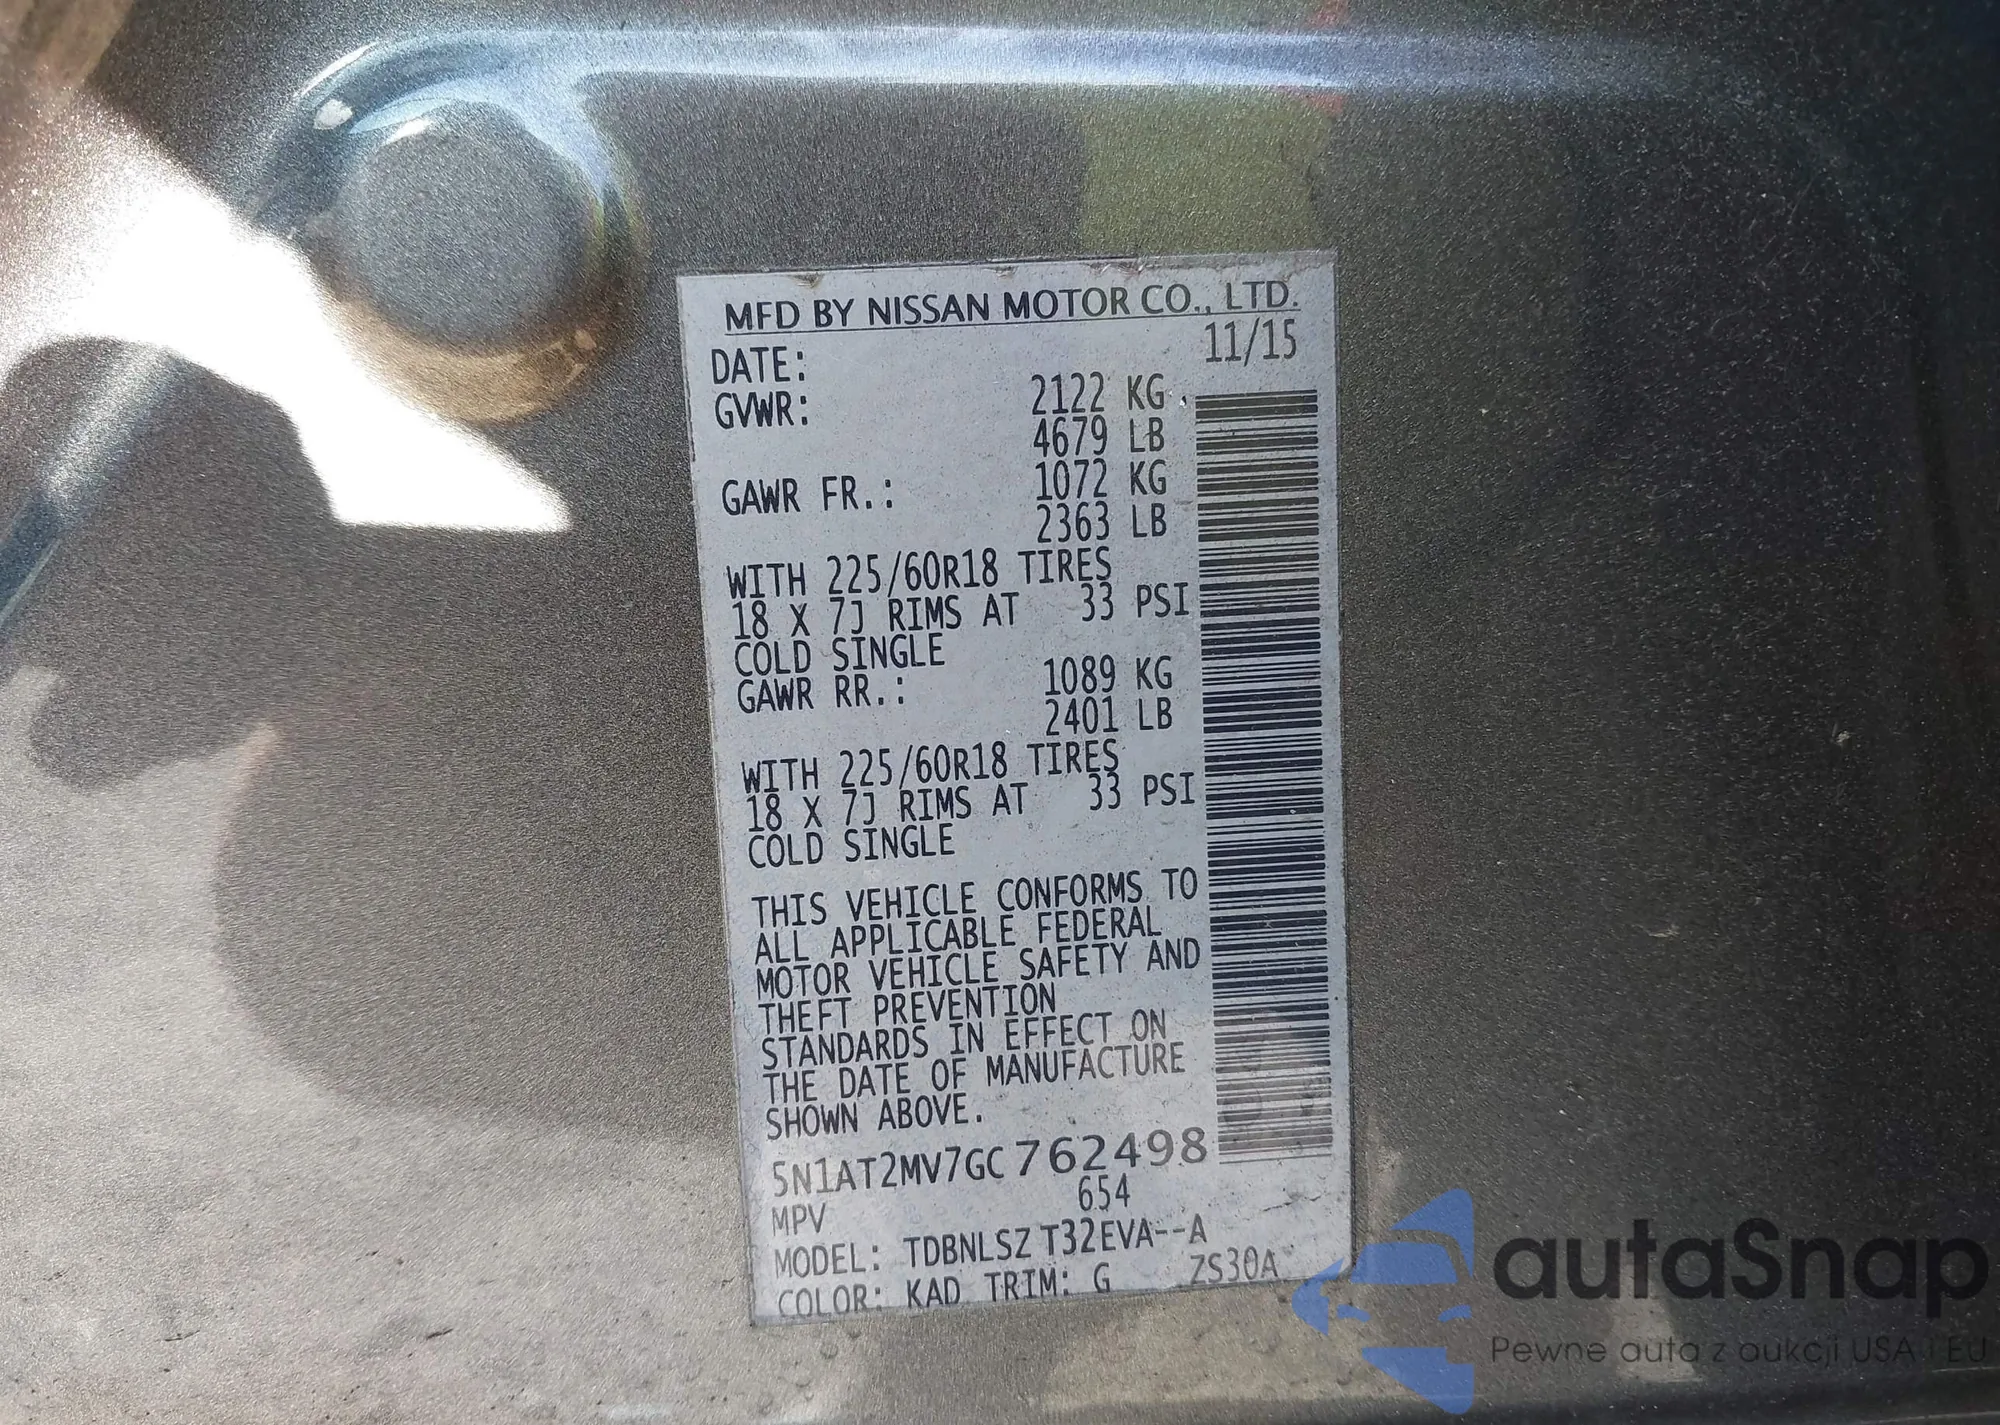 MFD BY NISSAN MOTOR CO., LTD.
DATE: 11/15
GVWR: 2122 KG
4679 LB
GAWR FR.: 1072 KG
2363 LB
WITH 225/60R18 TIRES
18 X 7J RIMS AT 33 PSI
COLD SINGLE
GAWR RR.: 1089 KG
2401 LB
WITH 225/60R18 TIRES
18 X 7J RIMS AT 33 PSI
COLD SINGLE
THIS VEHICLE CONFORMS TO
ALL APPLICABLE FEDERAL
MOTOR VEHICLE SAFETY AND
THEFT PREVENTION
STANDARDS IN EFFECT ON
THE DATE OF MANUFACTURE
SHOWN ABOVE.
5N1AT2MV7GC762498
MPV 654
MODEL: TDBNLSZ T32EVA--A
COLOR: KAD TRIM: G ZS30A
autaSnap
Pewne auta z aukcji USA i EU